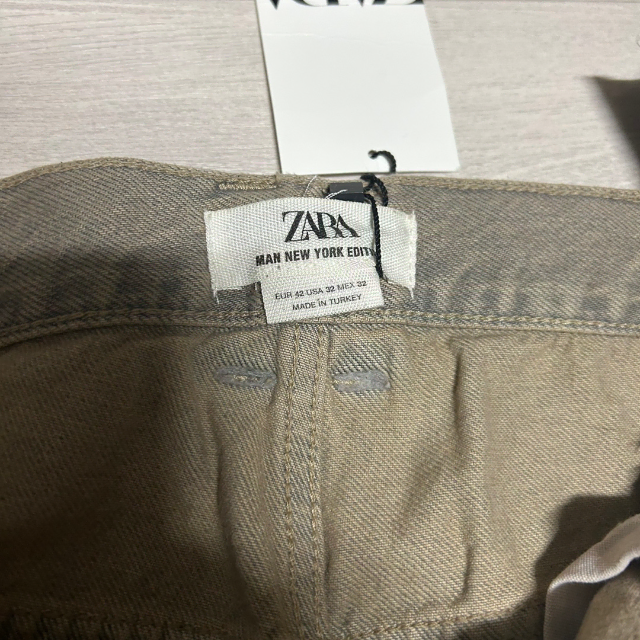 ZARA
MAN NEW YORK EDIT
EUR 42 USA 32 MEX 32
MADE IN TURKEY